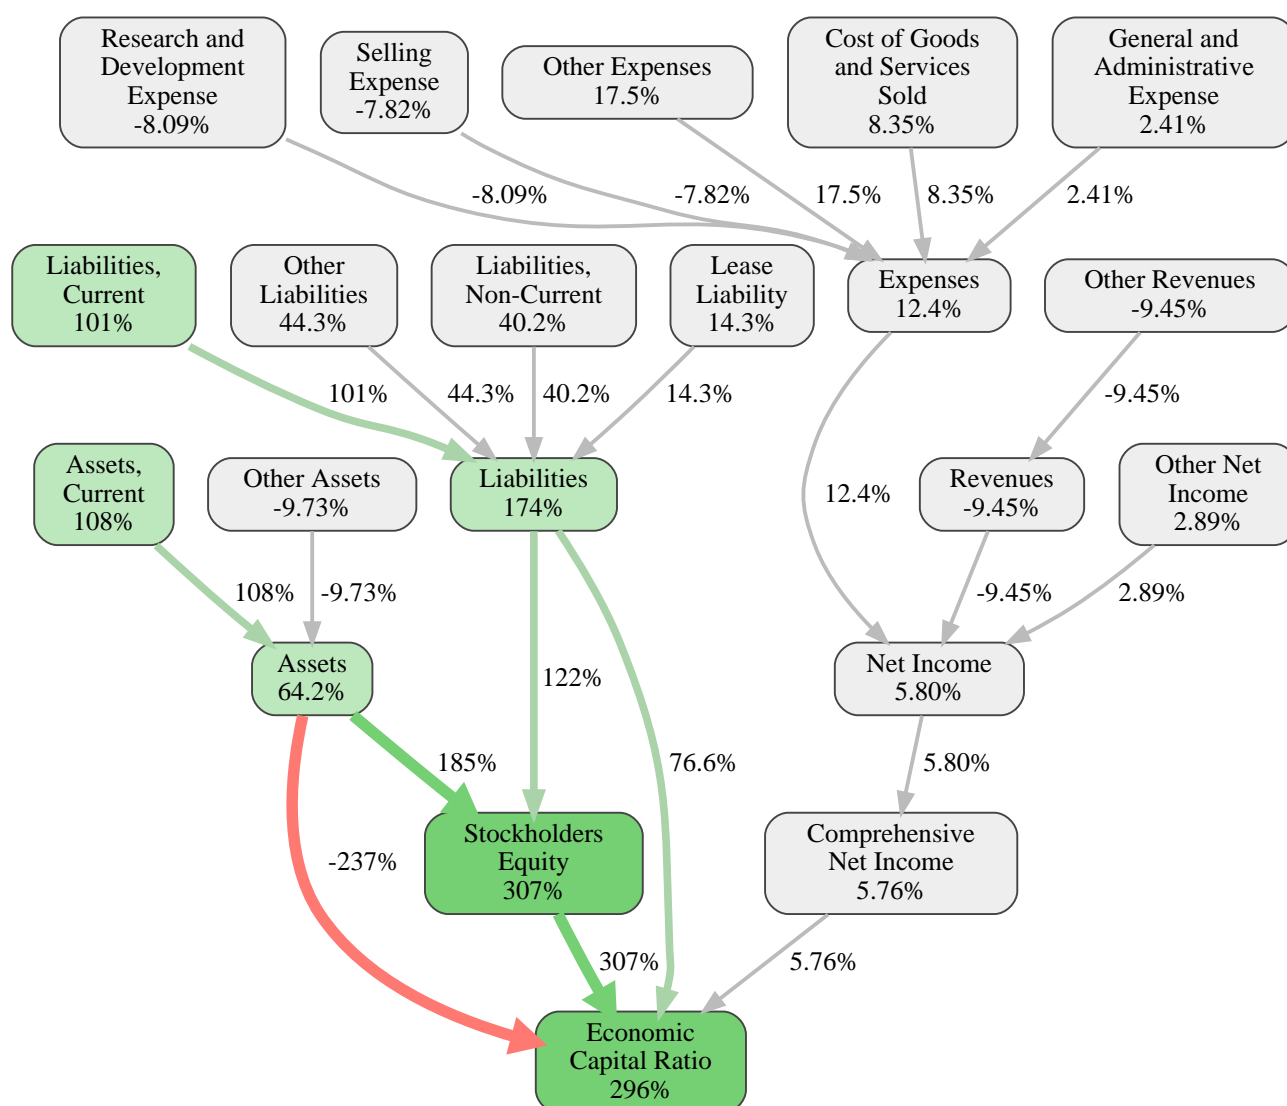 Research and
Development
Expense
-8.09%
Selling
Expense
-7.82%
Other Expenses
17.5%
Cost of Goods
and Services
Sold
8.35%
General and
Administrative
Expense
2.41%
-8.09%
-7.82%
17.5%
8.35%
2.41%
Liabilities,
Current
101%
Other
Liabilities
44.3%
Liabilities,
Non-Current
40.2%
Lease
Liability
14.3%
Expenses
12.4%
Other Revenues
-9.45%
101%
44.3%
40.2%
14.3%
-9.45%
Assets,
Current
108%
Other Assets
-9.73%
Liabilities
174%
12.4%
Revenues
-9.45%
Other Net
Income
2.89%
108%
-9.73%
-9.45%
2.89%
Assets
64.2%
122%
Net Income
5.80%
185%
76.6%
5.80%
-237%
Stockholders
Equity
307%
Comprehensive
Net Income
5.76%
307%
5.76%
Economic
Capital Ratio
296%